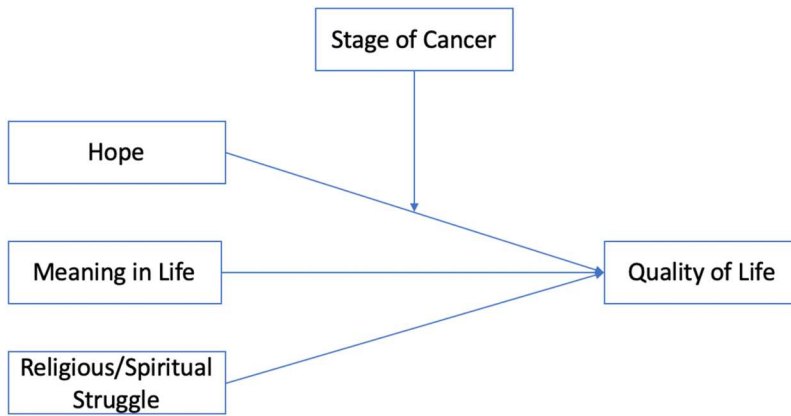 Stage of Cancer
Hope
Meaning in Life
Quality of Life
Religious/Spiritual
Struggle